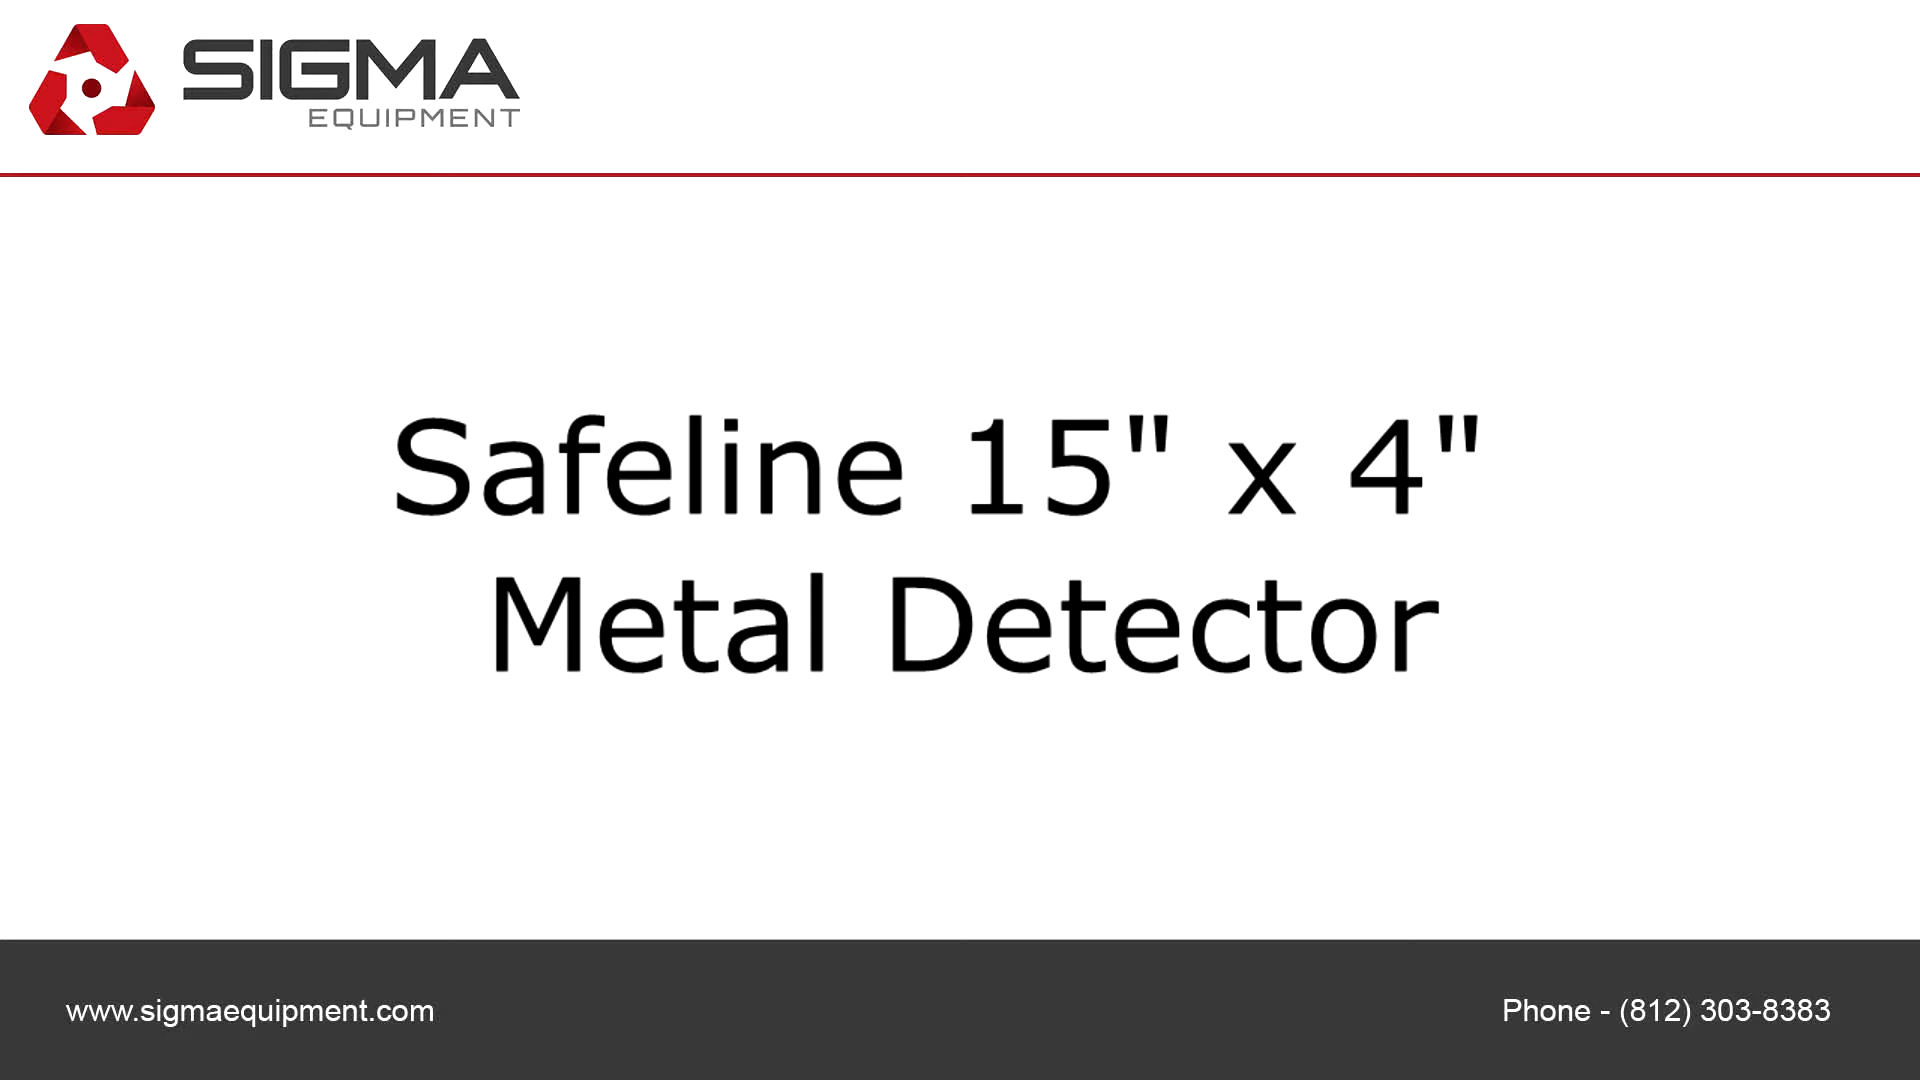 SIGMA
EQUIPMENT
Safeline 15" x 4"
Metal Detector
www.sigmaequipment.com
Phone - (812) 303-8383